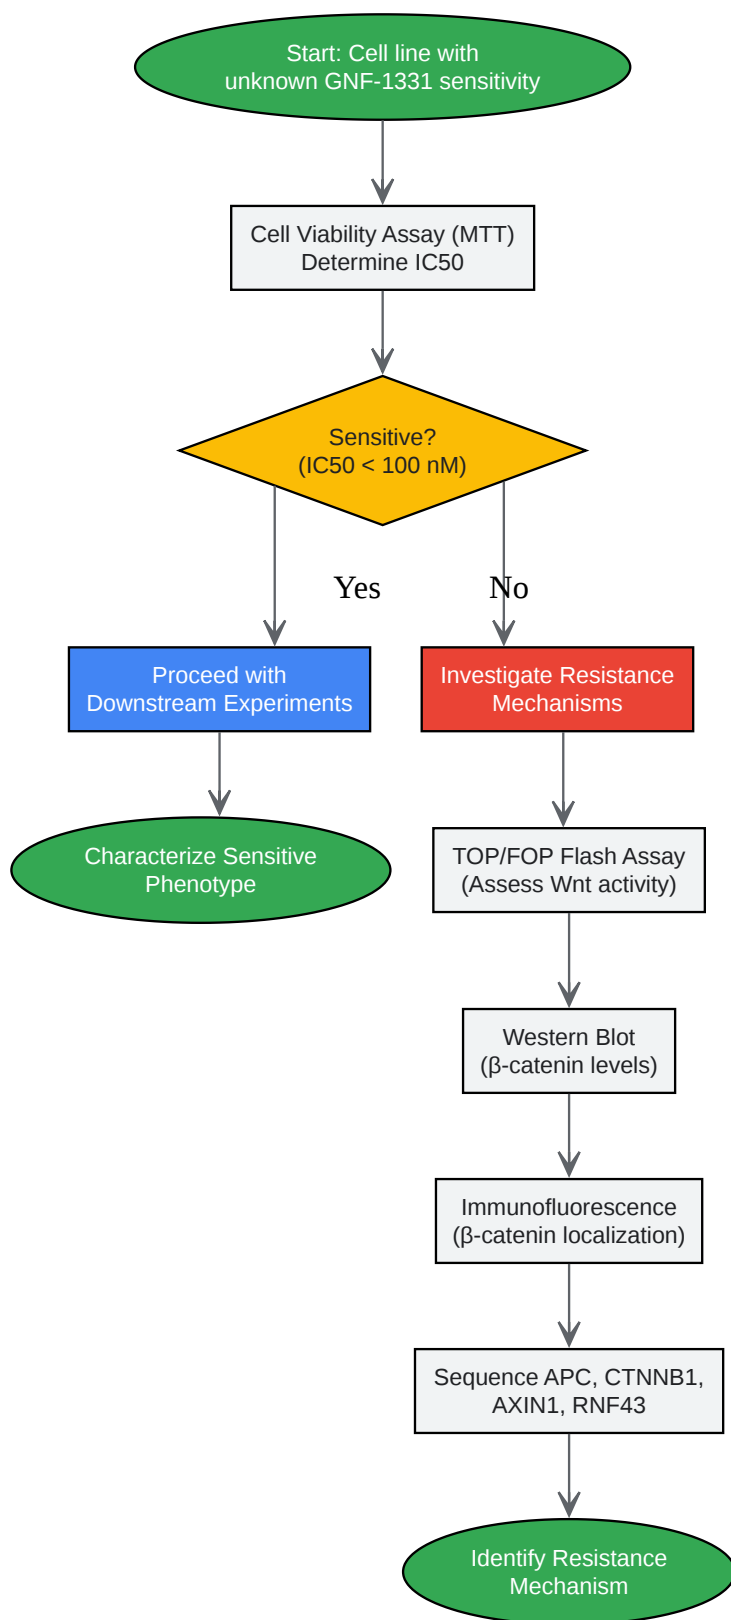 Start: Cell line with
unknown GNF-1331 sensitivity
Cell Viability Assay (MTT)
Determine IC50
Sensitive?
(IC50 < 100 nM)
Yes
No
Proceed with
Downstream Experiments
Investigate Resistance
Mechanisms
Characterize Sensitive
Phenotype
TOP/FOP Flash Assay
(Assess Wnt activity)
Western Blot
(β-catenin levels)
Immunofluorescence
(β-catenin localization)
Sequence APC, CTNNB1,
AXIN1, RNF43
Identify Resistance
Mechanism